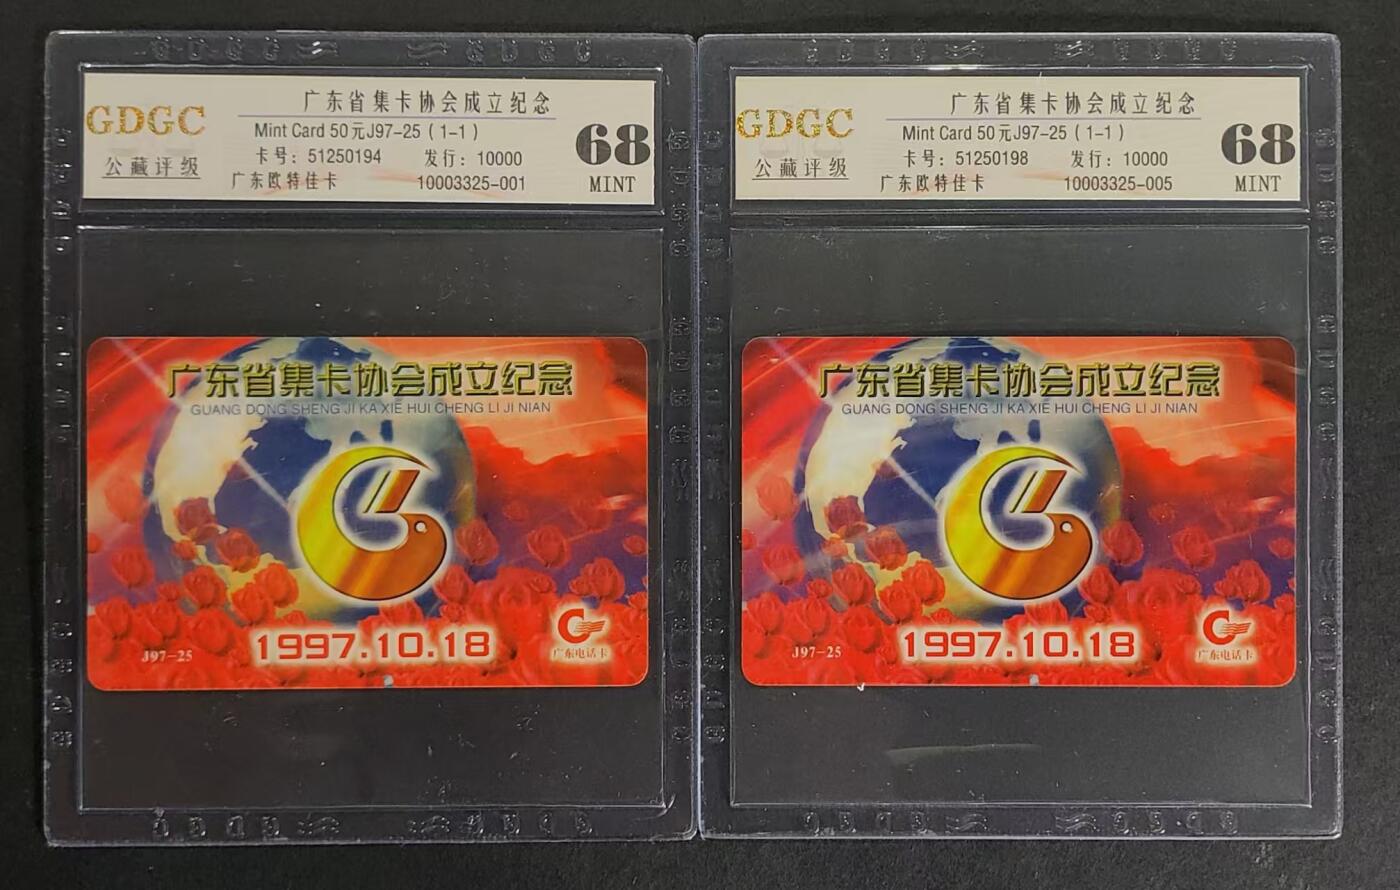 GDGC
公藏评级
广东省集卡协会成立纪念
Mint Card 50元J97-25 (1-1)
卡号: 51250194 发行: 10000
广东欧特佳卡 10003325-001
68
MINT
广东省集卡协会成立纪念
GUANG DONG SHENG JI KA XIE HUI CHENG LI JI NIAN
J97-25
1997.10.18
广东电话卡
GDGC
公藏评级
广东省集卡协会成立纪念
Mint Card 50元J97-25 (1-1)
卡号: 51250198 发行: 10000
广东欧特佳卡 10003325-005
68
MINT
广东省集卡协会成立纪念
GUANG DONG SHENG JI KA XIE HUI CHENG LI JI NIAN
J97-25
1997.10.18
广东电话卡